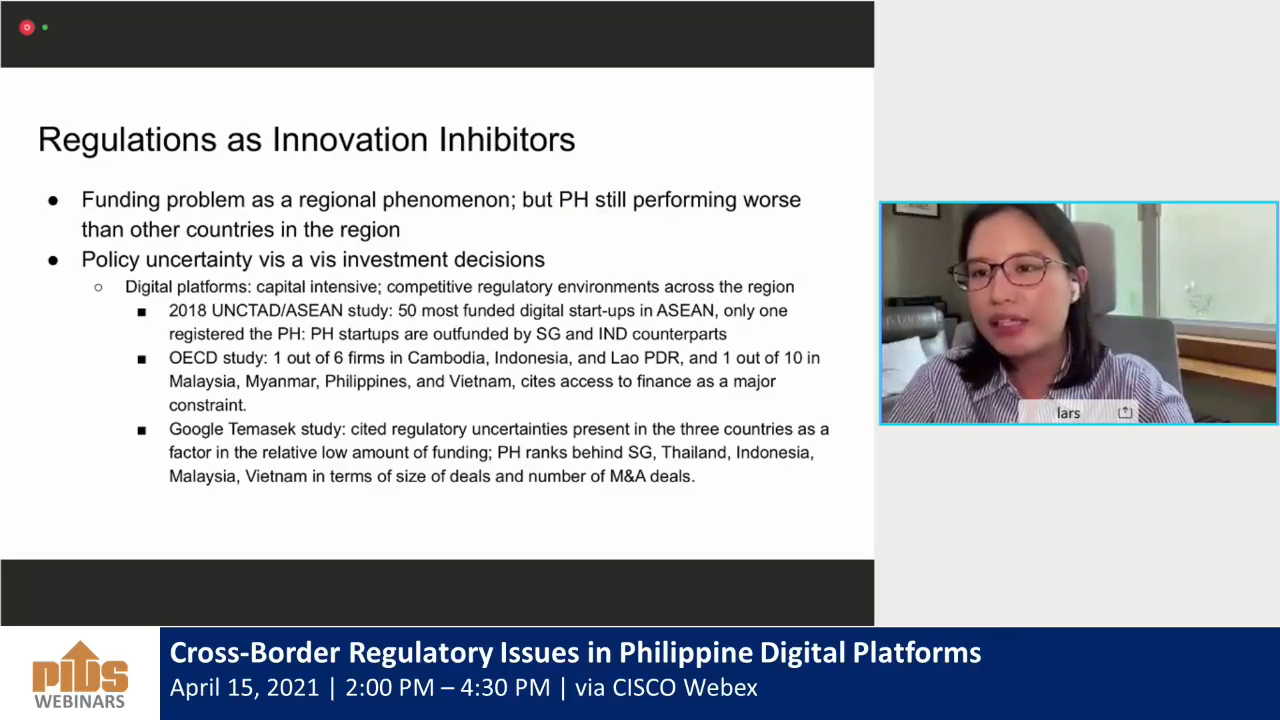 Regulations as Innovation Inhibitors
● Funding problem as a regional phenomenon; but PH still performing worse
than other countries in the region
● Policy uncertainty vis a vis investment decisions
○ Digital platforms: capital intensive; competitive regulatory environments across the region
■ 2018 UNCTAD/ASEAN study: 50 most funded digital start-ups in ASEAN, only one
registered the PH: PH startups are outfunded by SG and IND counterparts
■ OECD study: 1 out of 6 firms in Cambodia, Indonesia, and Lao PDR, and 1 out of 10 in
Malaysia, Myanmar, Philippines, and Vietnam, cites access to finance as a major
constraint.
■ Google Temasek study: cited regulatory uncertainties present in the three countries as a
factor in the relative low amount of funding; PH ranks behind SG, Thailand, Indonesia,
Malaysia, Vietnam in terms of size of deals and number of M&A deals.
lars
PIDS
WEBINARS
Cross-Border Regulatory Issues in Philippine Digital Platforms
April 15, 2021 | 2:00 PM – 4:30 PM | via CISCO Webex